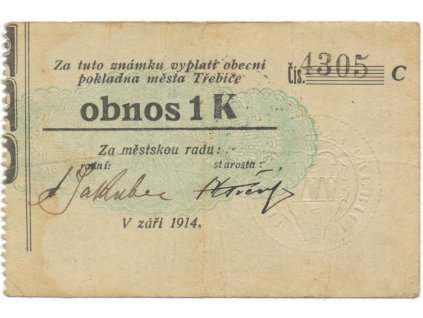 Za tuto známku vyplatí obecní
pokladna města Třebíče
čís. 4305 C
obnos 1 K
Za městskou radu:
radní: starosta:
Jakubec
V září 1914.